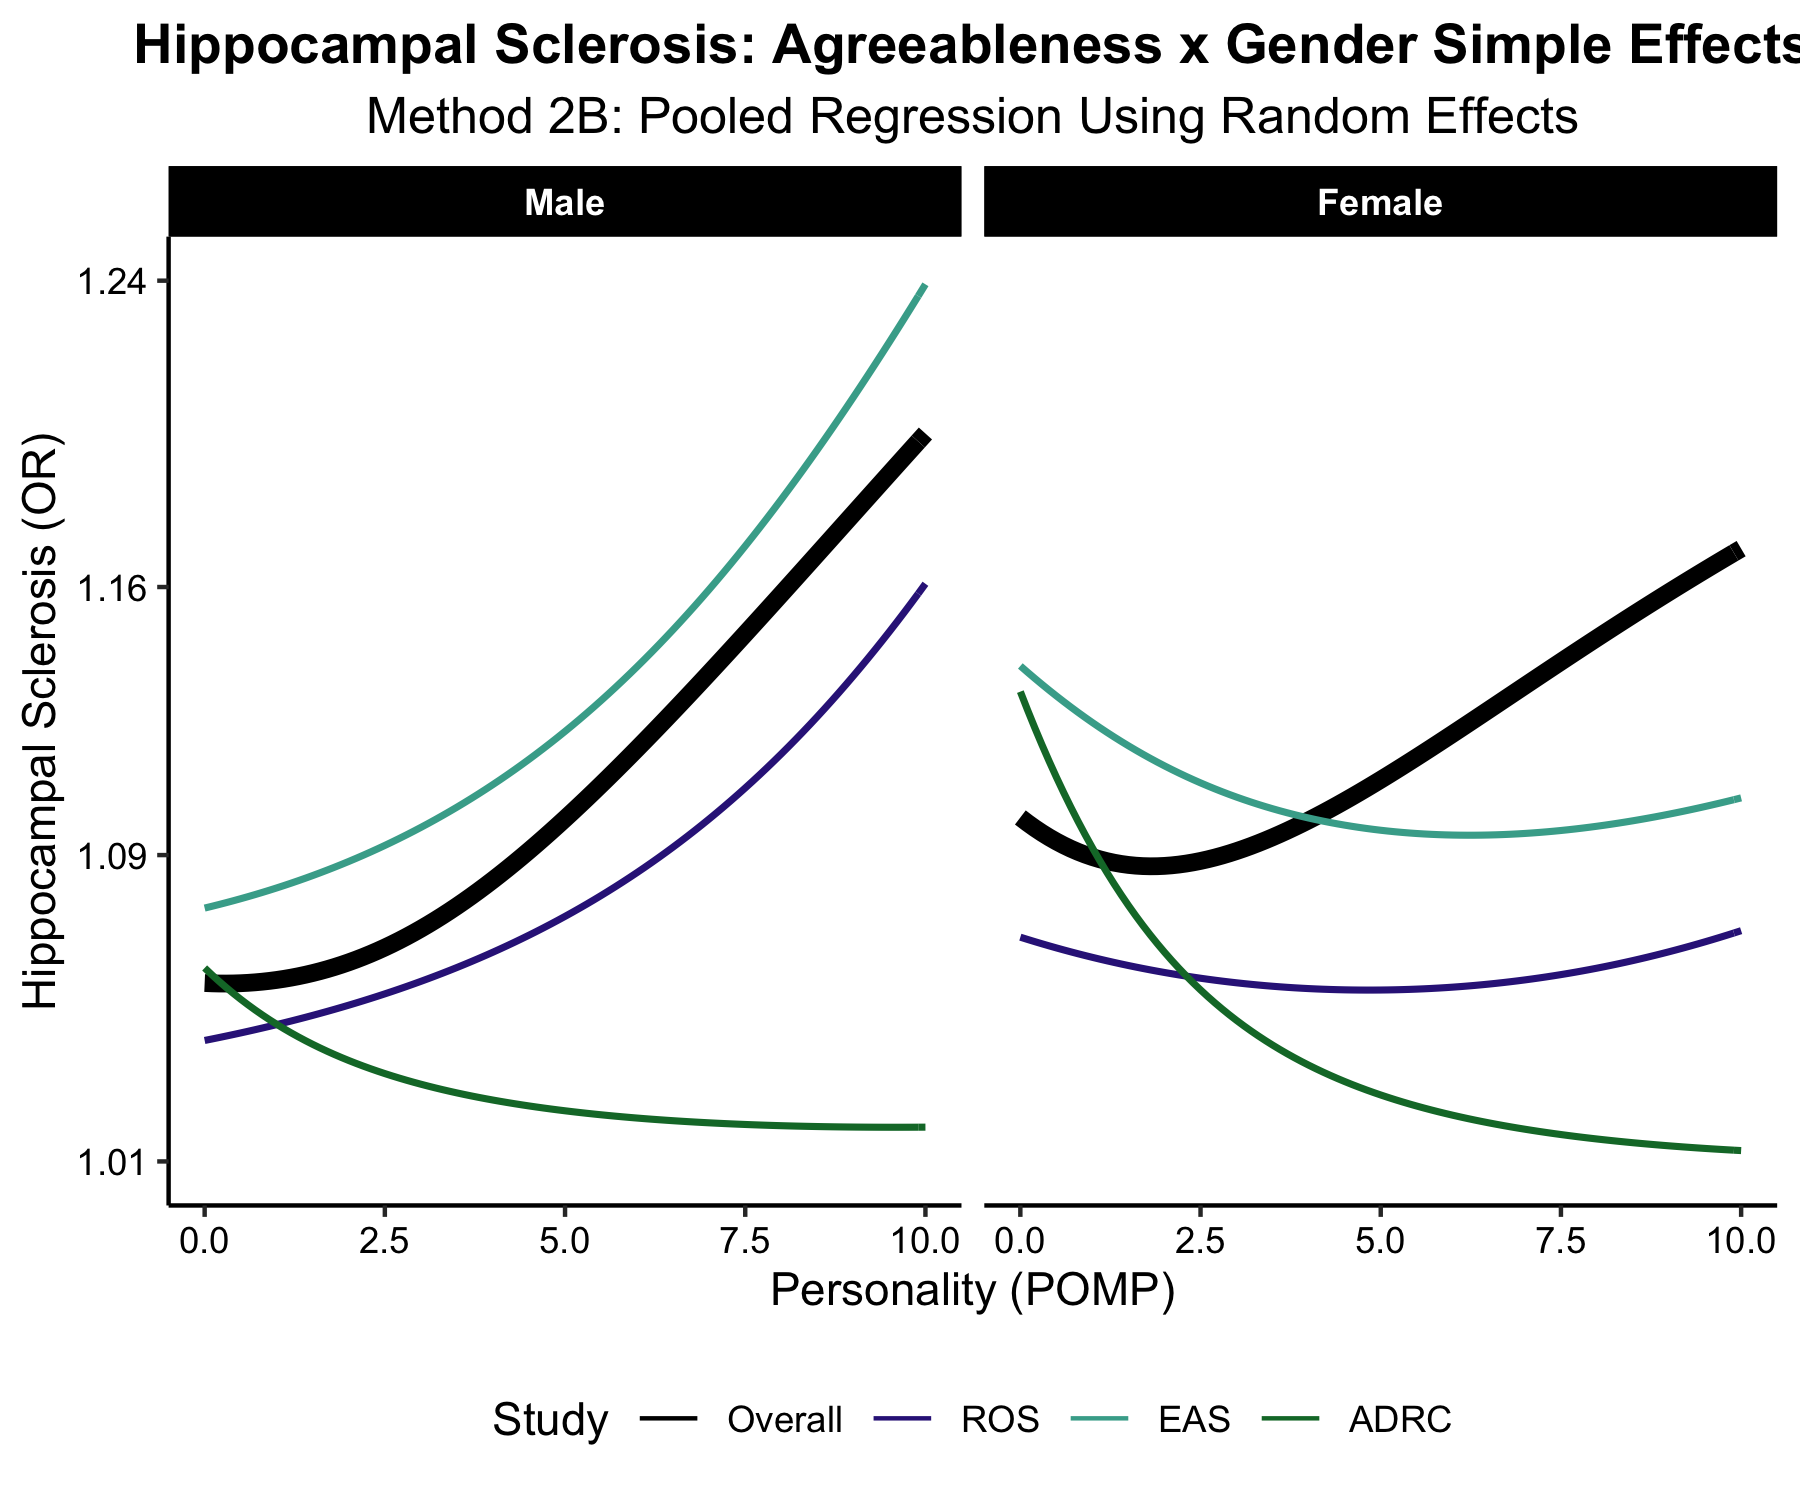 Hippocampal Sclerosis: Agreeableness x Gender Simple Effects
Method 2B: Pooled Regression Using Random Effects
Male
Female
Hippocampal Sclerosis (OR)
1.24
1.16
1.09
1.01
0.0 2.5 5.0 7.5 10.0
0.0 2.5 5.0 7.5 10.0
Personality (POMP)
Study Overall ROS EAS ADRC